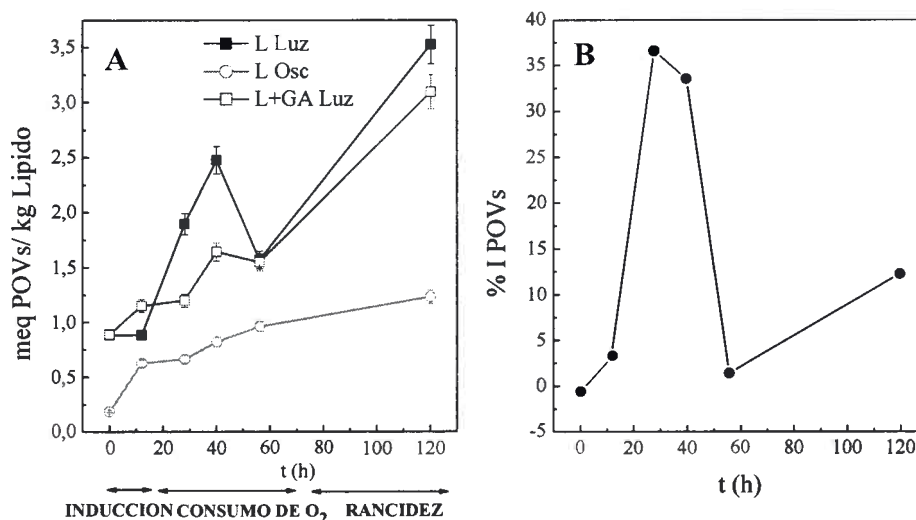 A
L Luz
L Osc
L+GA Luz
3,5
3,0
2,5
2,0
1,5
1,0
0,5
0,0
meq POVs/ kg Lipido
0 20 40 60 80 100 120
t (h)
INDUCCION CONSUMO DE O₂ RANCIDEZ
B
40
35
30
25
20
15
10
5
0
-5
% I POVs
0 20 40 60 80 100 120
t (h)